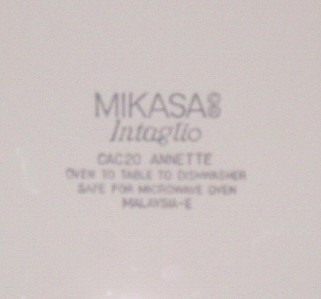 MIKASA
Intaglio
CAC20 ANNETTE
OVEN TO TABLE TO DISHWASHER
SAFE FOR MICROWAVE OVEN
MALAYSIA-E